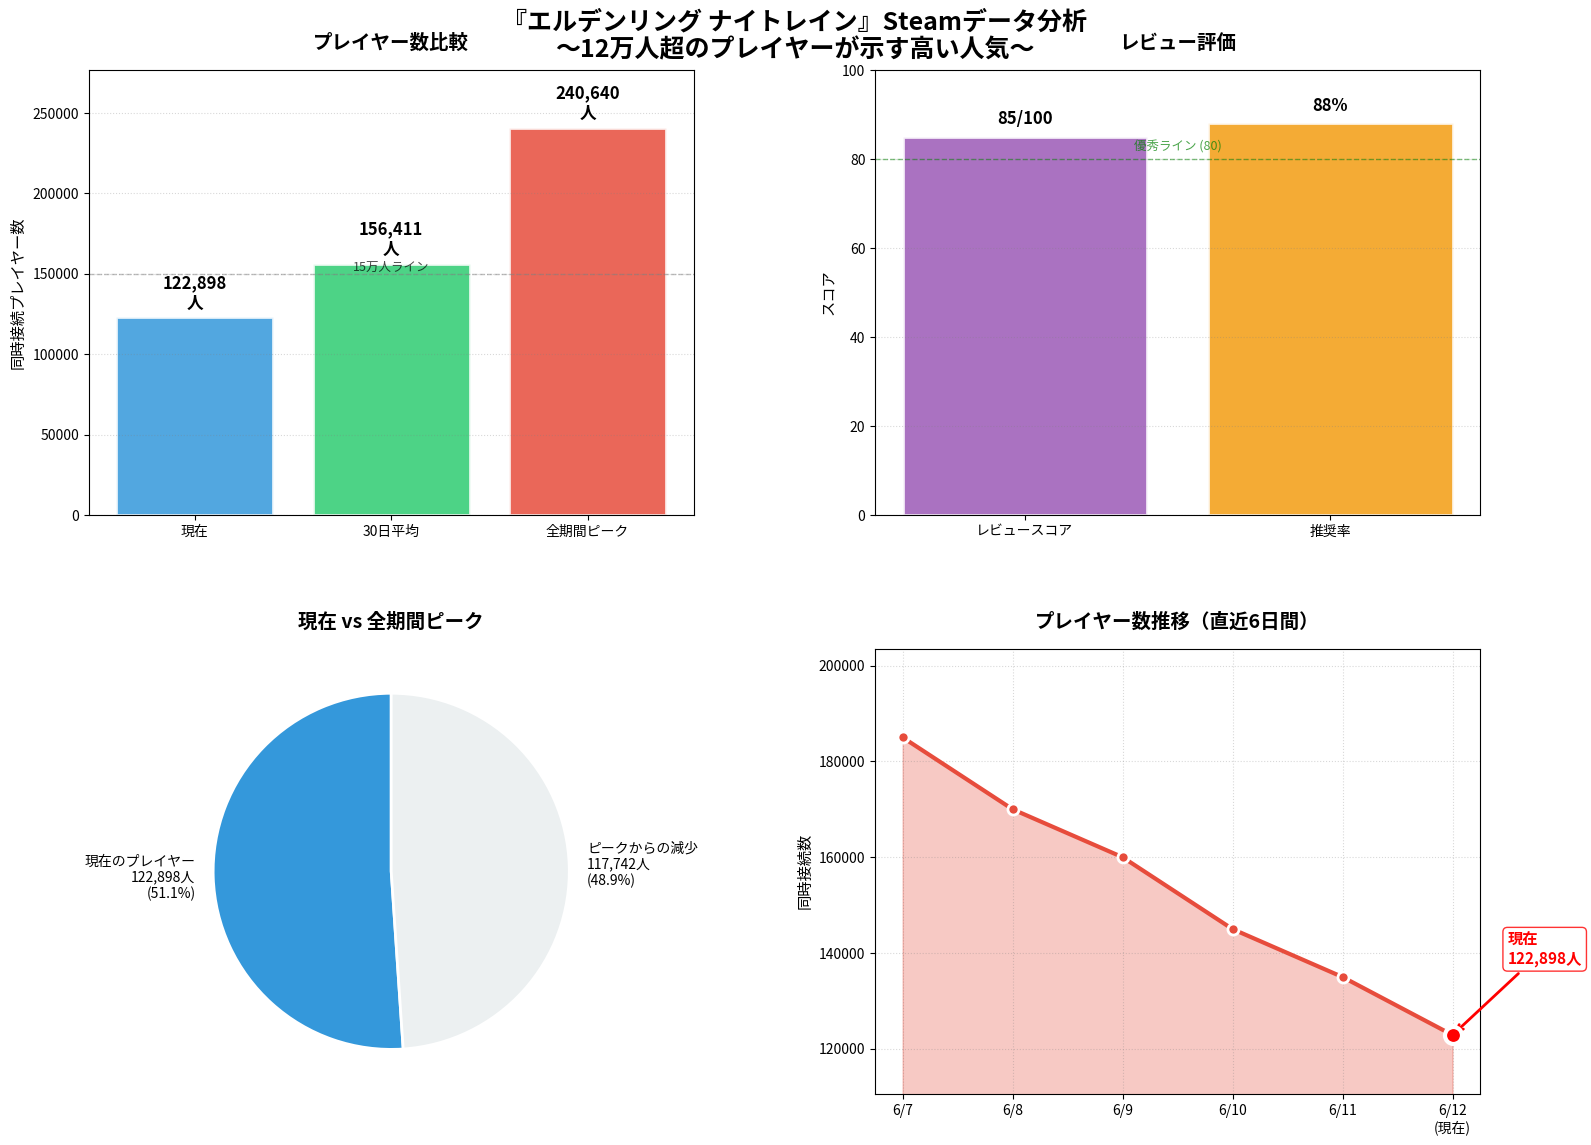 『エルデンリング ナイトレイン』Steamデータ分析
～12万人超のプレイヤーが示す高い人気～
プレイヤー数比較
同時接続プレイヤー数
250000
200000
150000
100000
50000
0
240,640
人
156,411
人
15万人ライン
122,898
人
現在
30日平均
全期間ピーク
レビュー評価
スコア
100
80
60
40
20
0
85/100
88%
優秀ライン (80)
レビュースコア
推奨率
現在 vs 全期間ピーク
現在のプレイヤー
122,898人
(51.1%)
ピークからの減少
117,742人
(48.9%)
プレイヤー数推移（直近6日間）
同時接続数
200000
180000
160000
140000
120000
現在
122,898人
6/7
6/8
6/9
6/10
6/11
6/12
(現在)